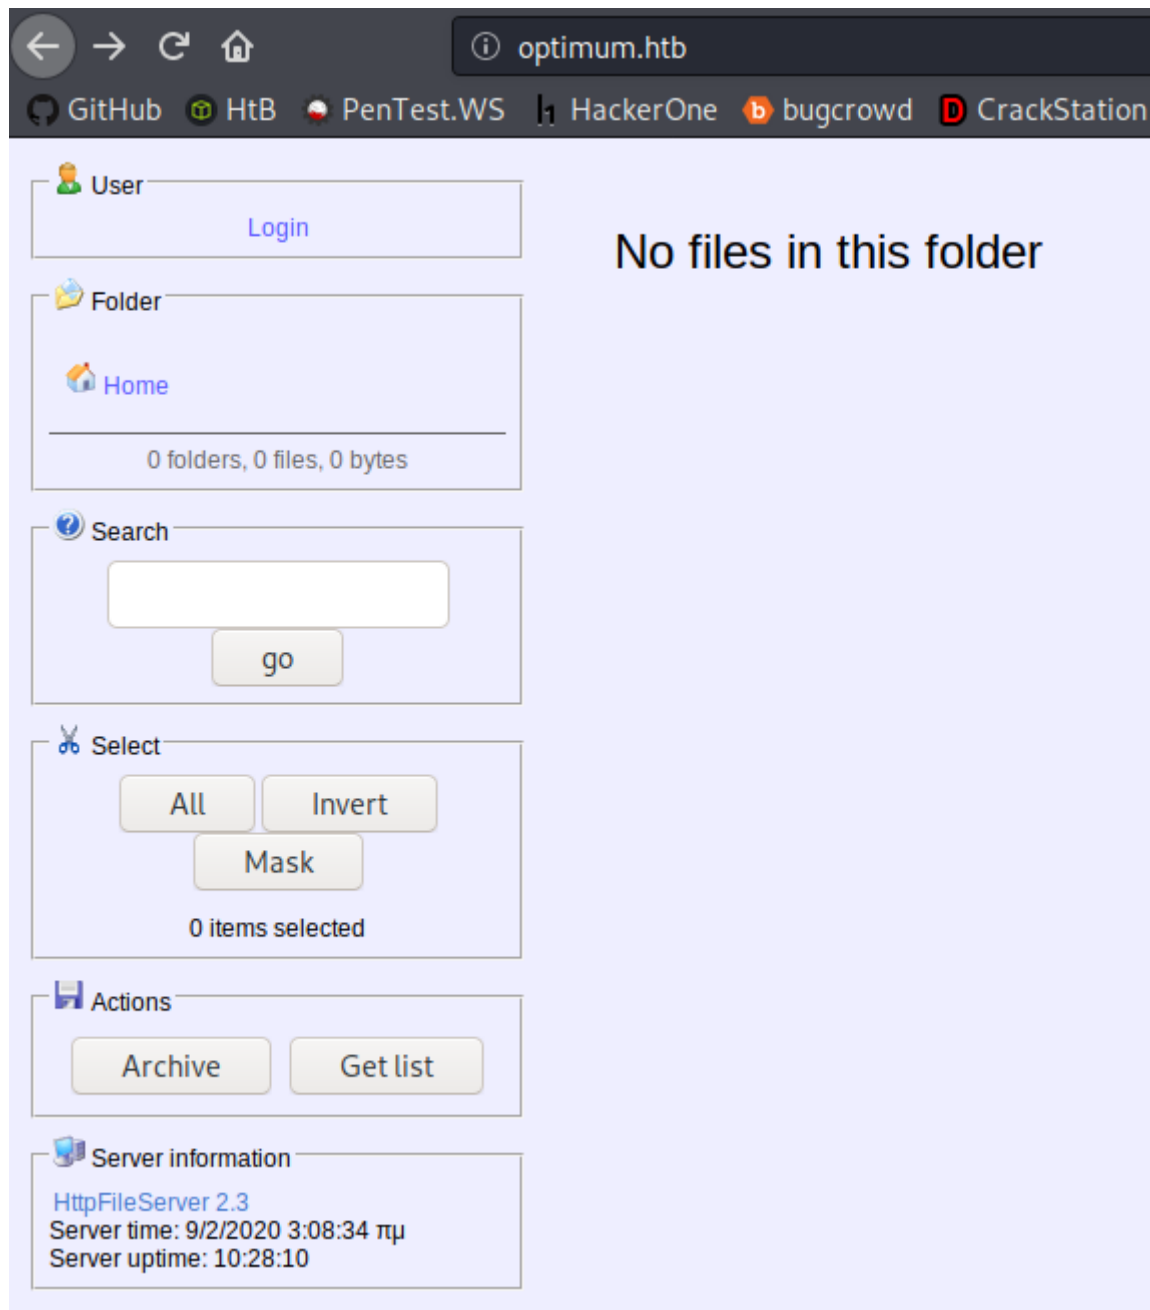 optimum.htb
GitHub HtB PenTest.WS HackerOne bugcrowd CrackStation
User
Login
No files in this folder
Folder
Home
0 folders, 0 files, 0 bytes
Search
go
Select
All Invert
Mask
0 items selected
Actions
Archive Get list
Server information
HttpFileServer 2.3
Server time: 9/2/2020 3:08:34 πμ
Server uptime: 10:28:10